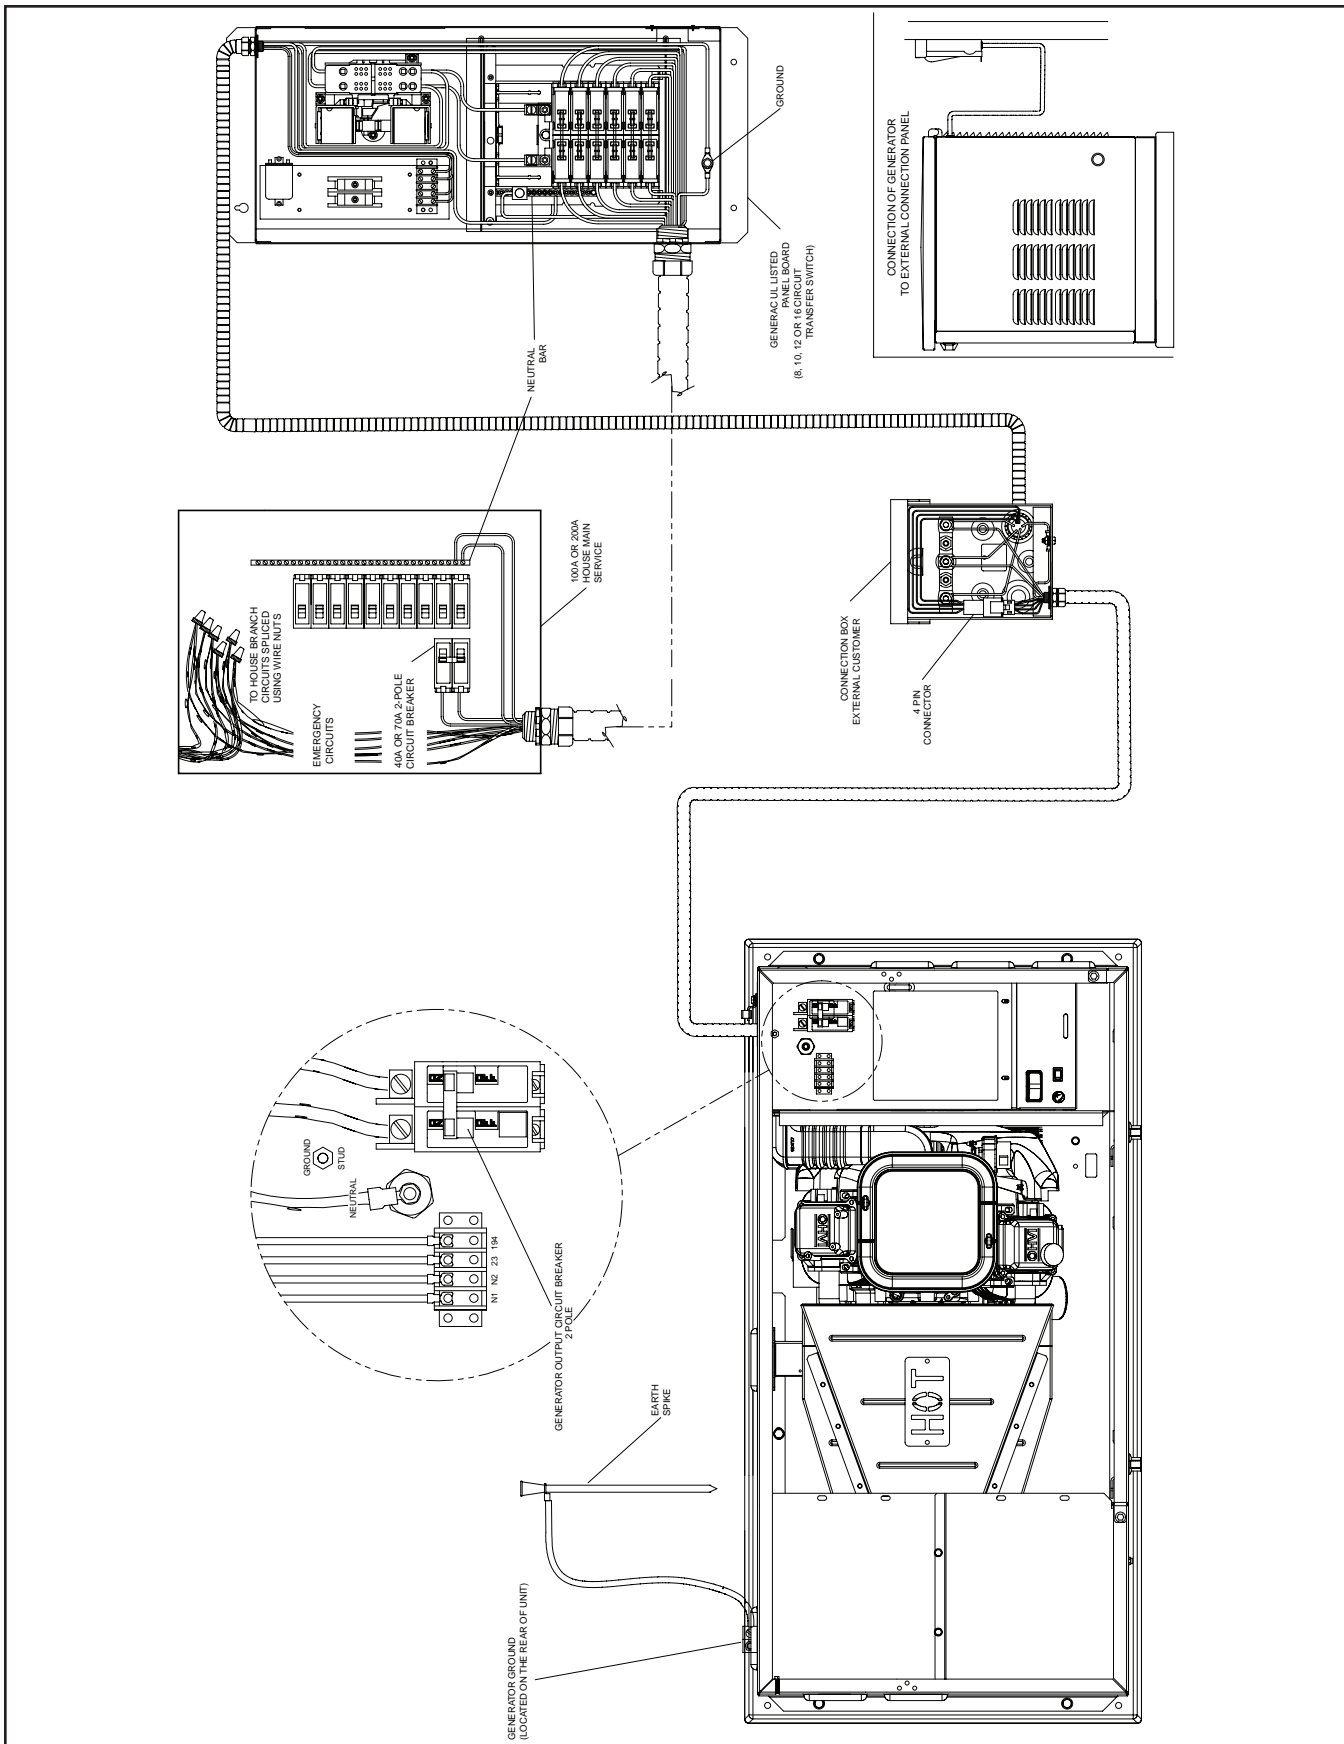 GROUND
CONNECTION OF GENERATOR
TO EXTERNAL CONNECTION PANEL
GENERAC UL LISTED
PANEL BOARD
(8, 10, 12 OR 16 CIRCUIT
TRANSFER SWITCH)
NEUTRAL
BAR
100A OR 200A
HOUSE MAIN
SERVICE
TO HOUSE BRANCH
CIRCUITS SPLICED
USING WIRE NUTS
EMERGENCY
CIRCUITS
40A OR 70A 2-POLE
CIRCUIT BREAKER
CONNECTION BOX
EXTERNAL CUSTOMER
4 PIN
CONNECTOR
GROUND
STUD
NEUTRAL
194
23
N2
N1
GENERATOR OUTPUT CIRCUIT BREAKER
2 POLE
EARTH
SPIKE
GENERATOR GROUND
(LOCATED ON THE REAR OF UNIT)
OHVI
OHVI
HOT